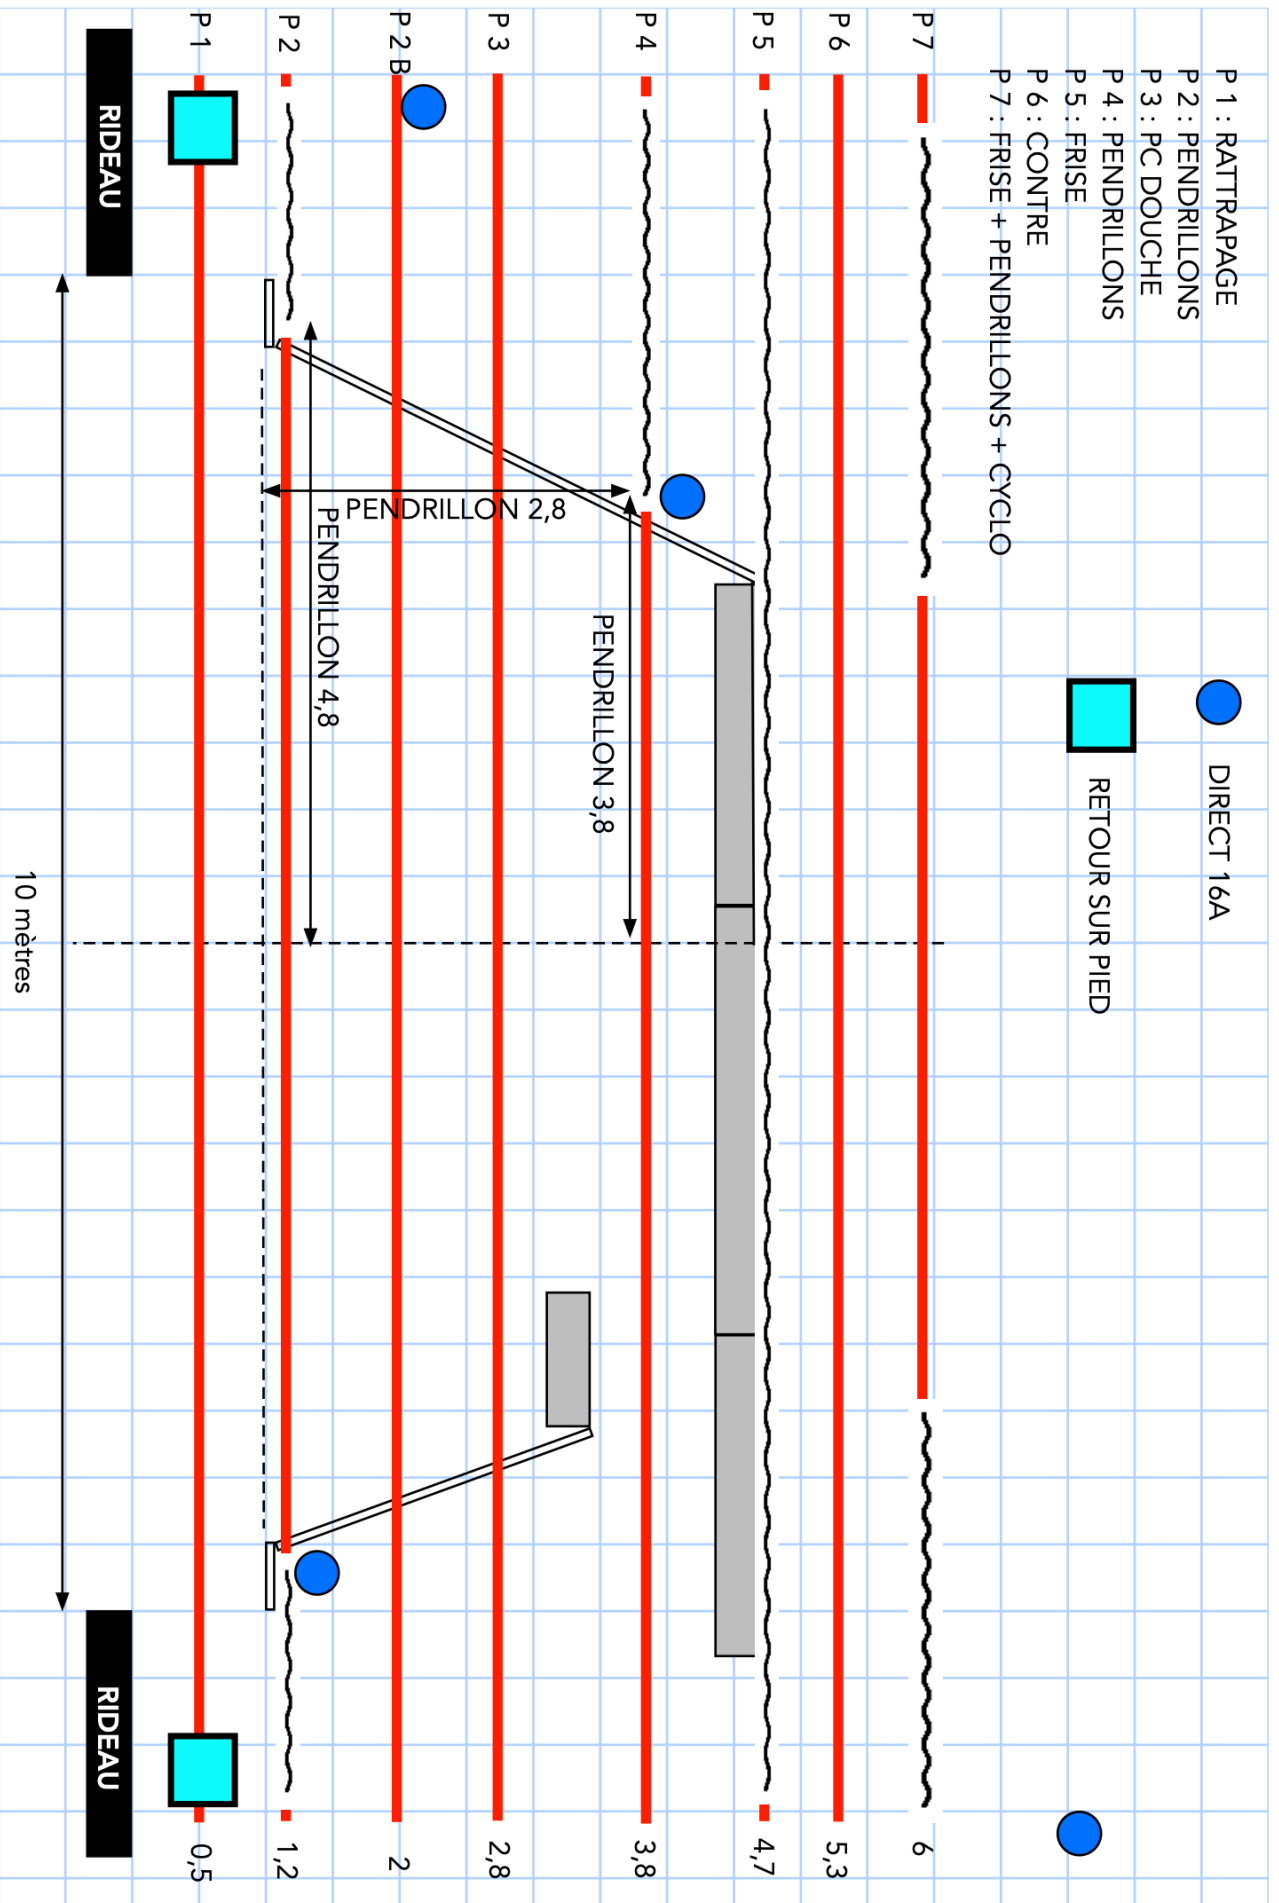 P 1 : RATTRAPAGE
P 2 : PENDRILLONS
P 3 : PC DOUCHE
P 4 : PENDRILLONS
P 5 : FRISE
P 6 : CONTRE
P 7 : FRISE + PENDRILLONS + CYCLO
DIRECT 16A
RETOUR SUR PIED
P 7
6
P 6
5,3
P 5
4,7
P 4
3,8
P 3
2,8
P 2 B
2
P 2
1,2
P 1
0,5
PENDRILLON 3,8
PENDRILLON 2,8
PENDRILLON 4,8
RIDEAU
RIDEAU
10 mètres